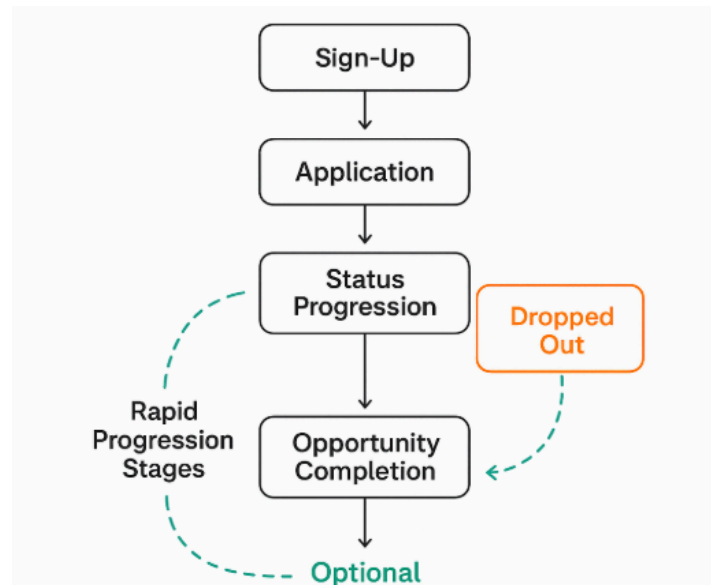 Sign-Up
Application
Status
Progression
Dropped
Out
Rapid
Progression
Stages
Opportunity
Completion
Optional